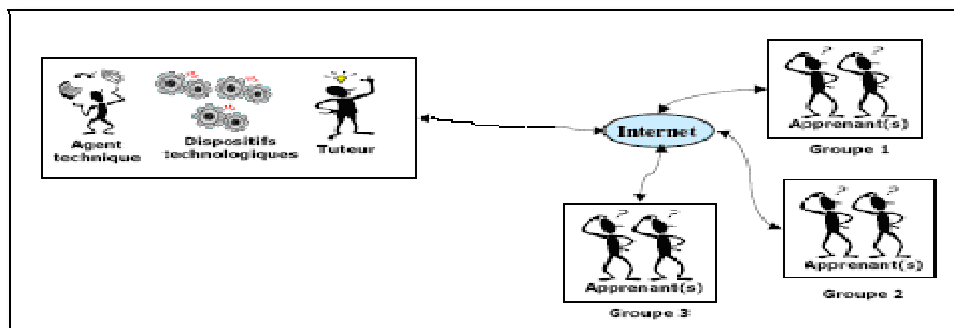 Agent
technique
Dispositifs
technologiques
Tuteur
Internet
?
?
Apprenant(s)
Groupe 1
?
?
Apprenant(s)
Groupe 2
?
?
Apprenant(s)
Groupe 3